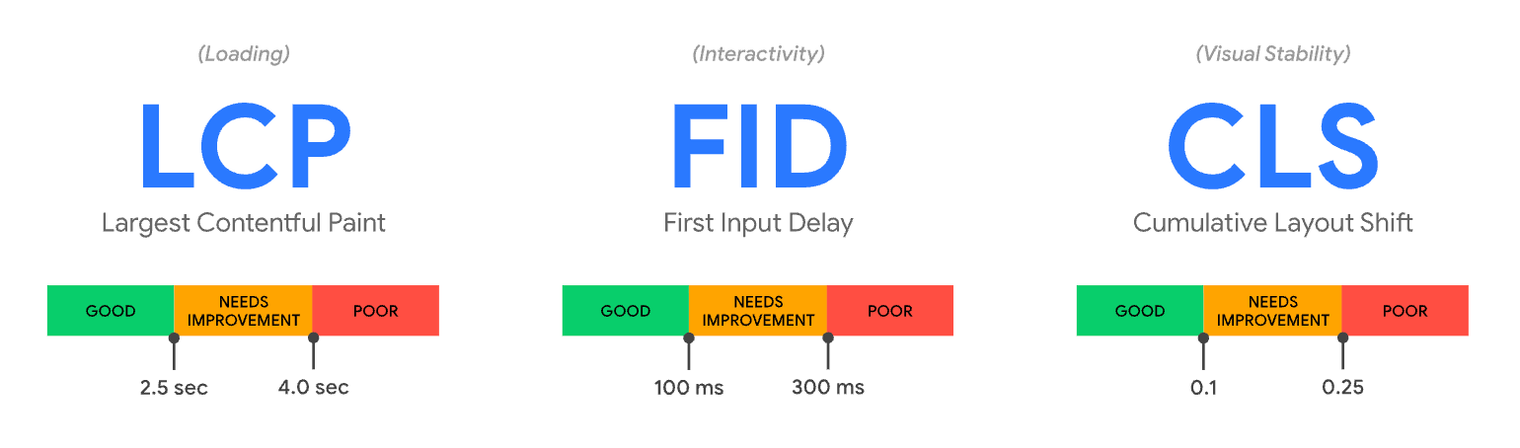 (Loading)
LCP
Largest Contentful Paint
GOOD
NEEDS
IMPROVEMENT
POOR
2.5 sec
4.0 sec
(Interactivity)
FID
First Input Delay
GOOD
NEEDS
IMPROVEMENT
POOR
100 ms
300 ms
(Visual Stability)
CLS
Cumulative Layout Shift
GOOD
NEEDS
IMPROVEMENT
POOR
0.1
0.25